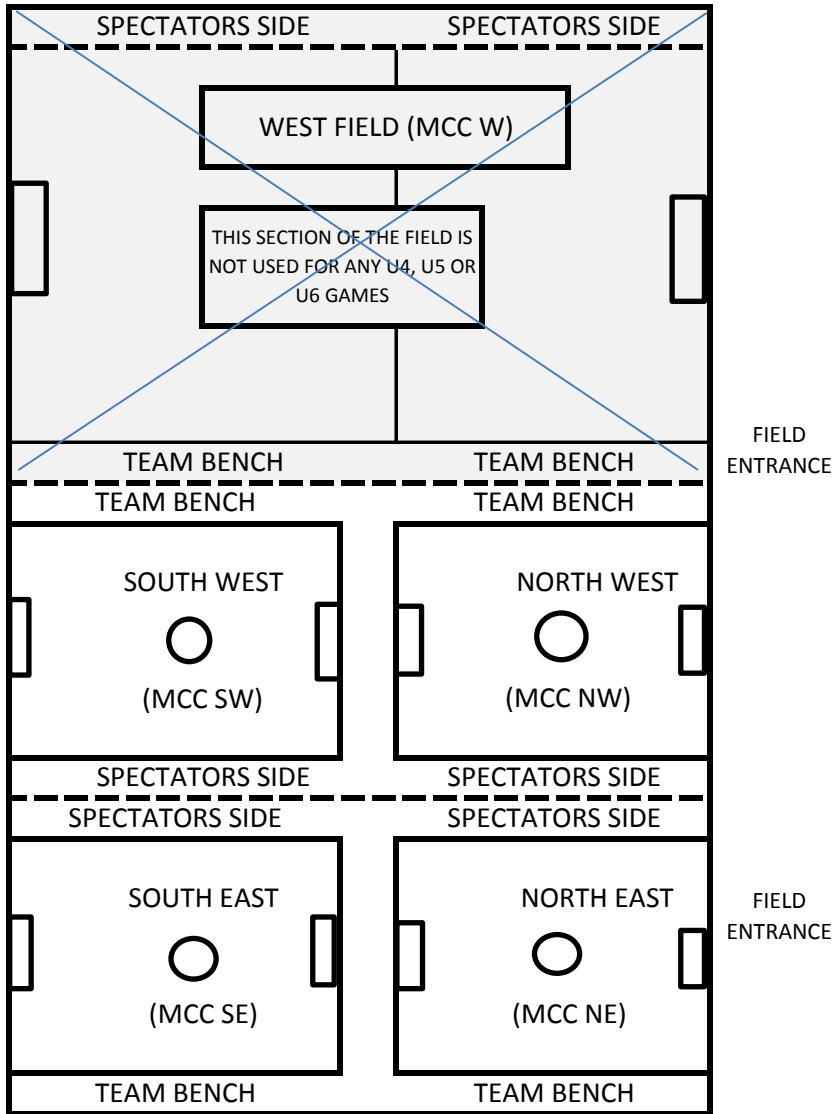 SPECTATORS SIDE SPECTATORS SIDE
WEST FIELD (MCC W)
THIS SECTION OF THE FIELD IS
NOT USED FOR ANY U4, U5 OR
U6 GAMES
FIELD
ENTRANCE
TEAM BENCH TEAM BENCH
TEAM BENCH TEAM BENCH
SOUTH WEST NORTH WEST
(MCC SW) (MCC NW)
SPECTATORS SIDE SPECTATORS SIDE
SPECTATORS SIDE SPECTATORS SIDE
SOUTH EAST NORTH EAST
FIELD
ENTRANCE
(MCC SE) (MCC NE)
TEAM BENCH TEAM BENCH